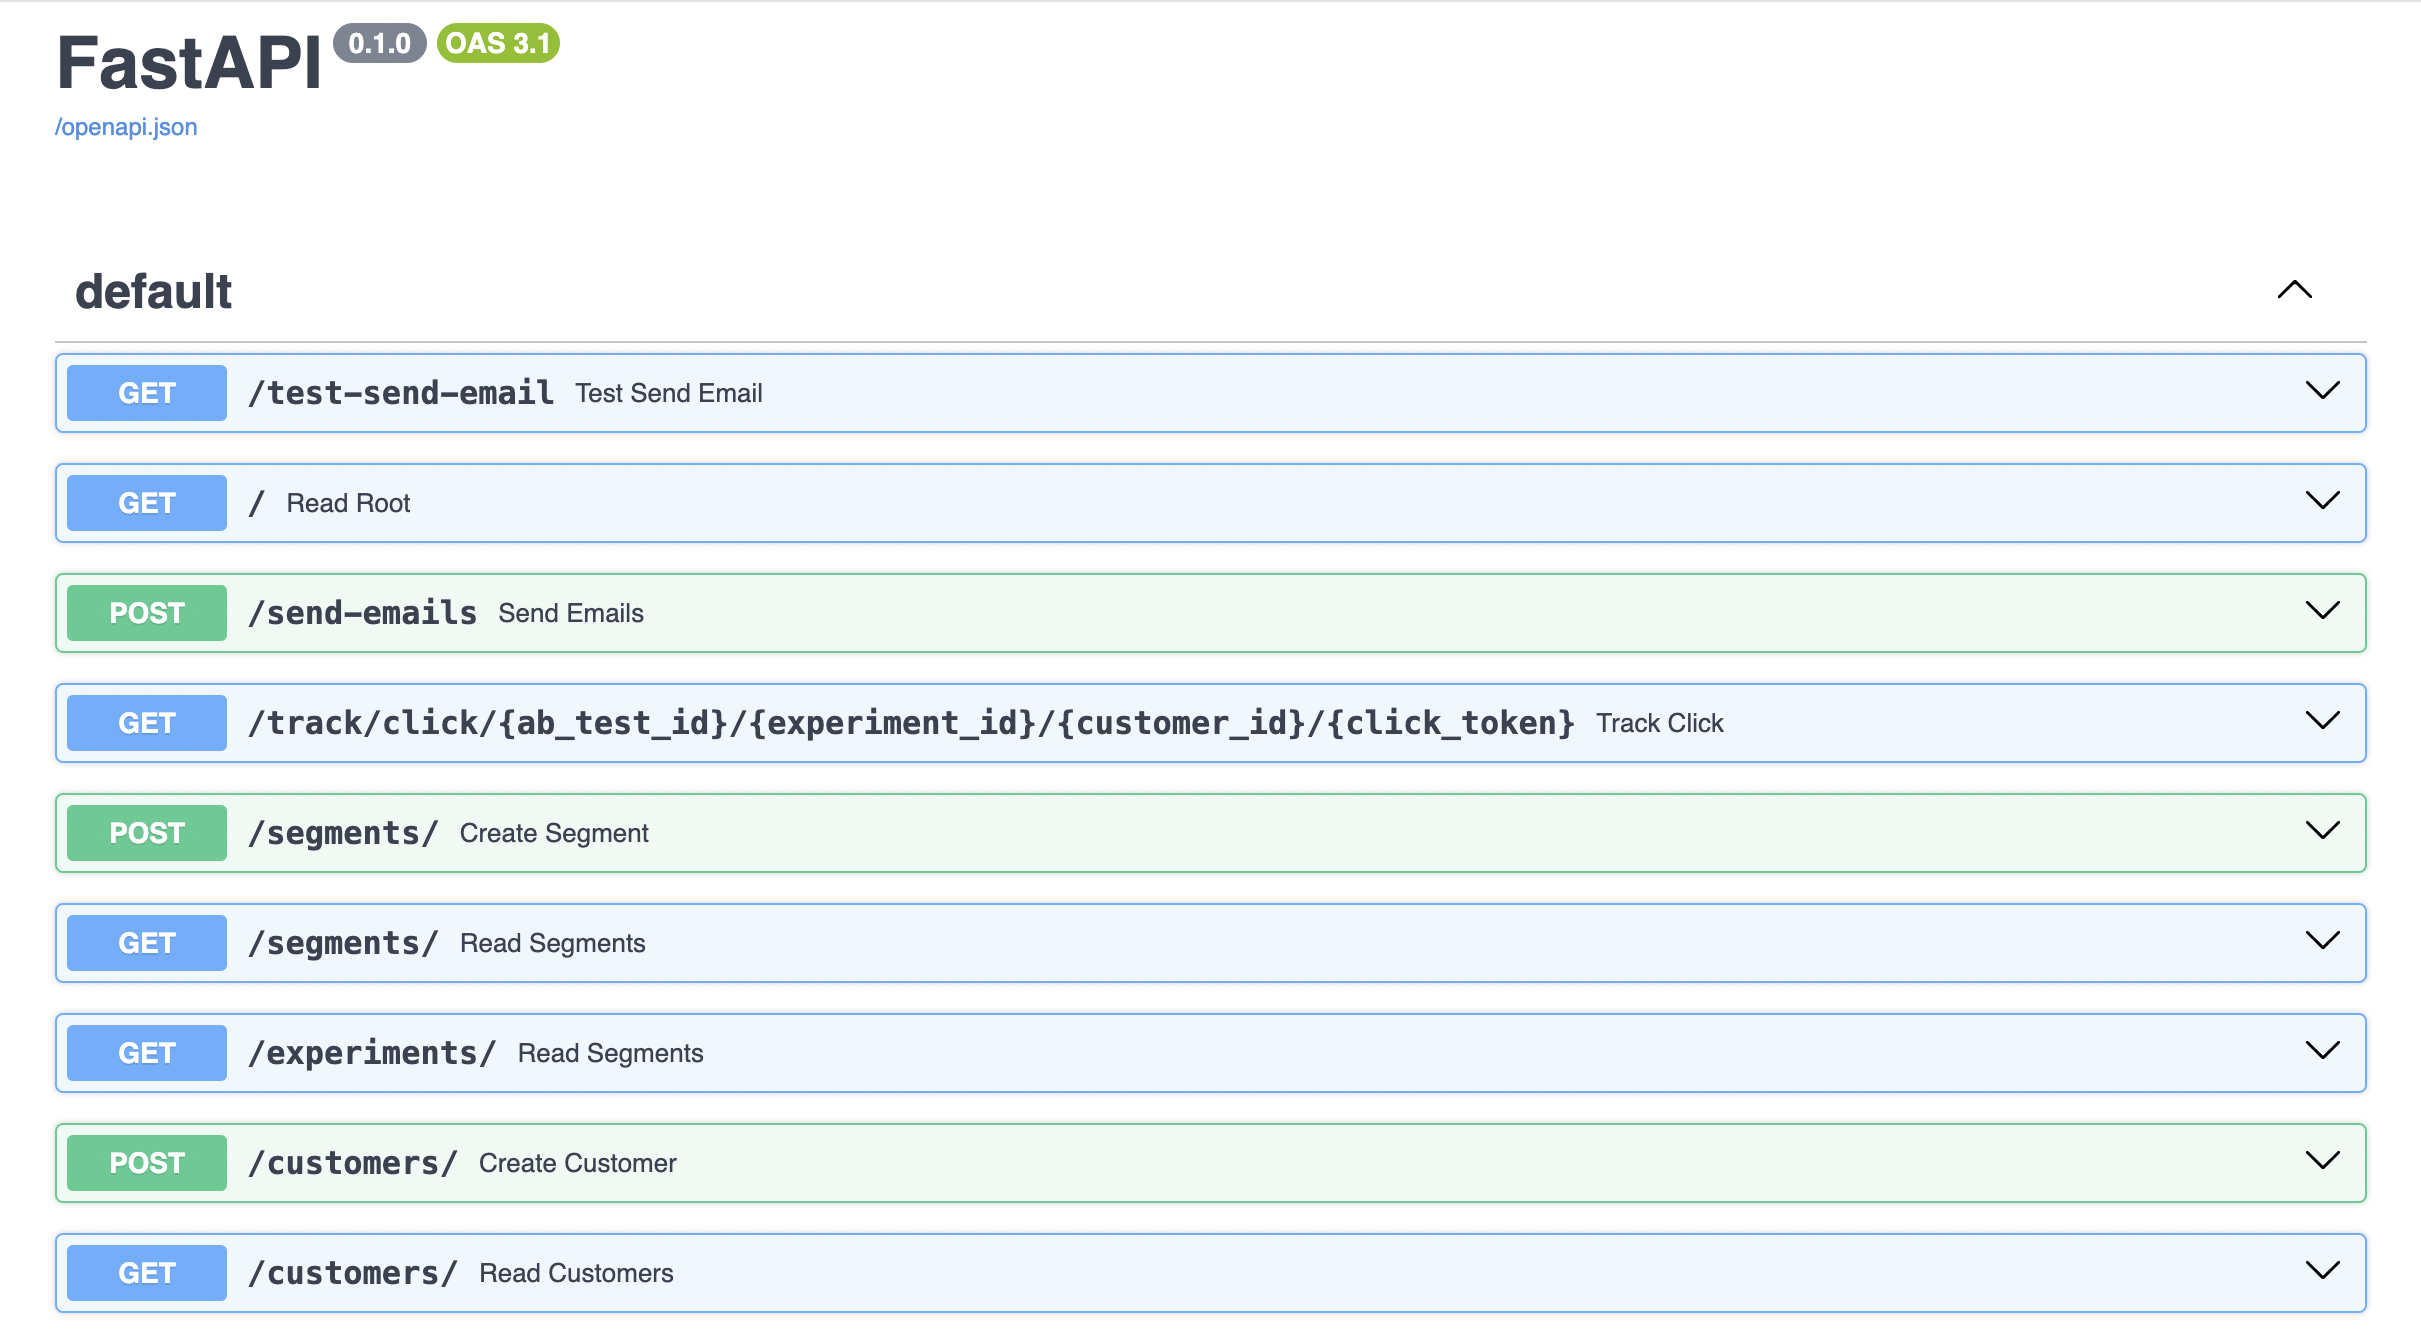 FastAPI 0.1.0 OAS 3.1
/openapi.json
default
GET /test-send-email Test Send Email
GET / Read Root
POST /send-emails Send Emails
GET /track/click/{ab_test_id}/{experiment_id}/{customer_id}/{click_token} Track Click
POST /segments/ Create Segment
GET /segments/ Read Segments
GET /experiments/ Read Segments
POST /customers/ Create Customer
GET /customers/ Read Customers